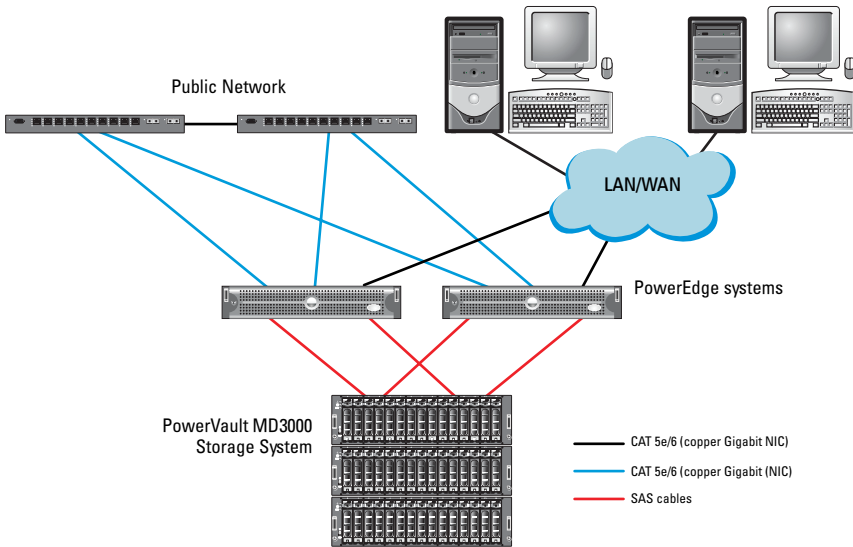 Public Network
LAN/WAN
PowerEdge systems
PowerVault MD3000
Storage System
CAT 5e/6 (copper Gigabit NIC)
CAT 5e/6 (copper Gigabit (NIC)
SAS cables